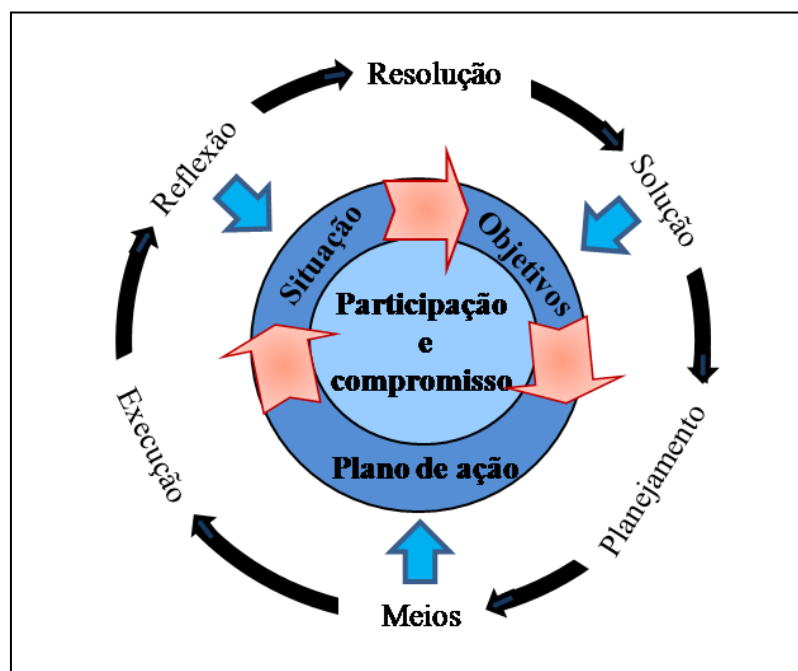 Resolução
Solução
Planejamento
Meios
Execução
Reflexão
Situação
Objetivos
Plano de ação
Participação
e
compromisso